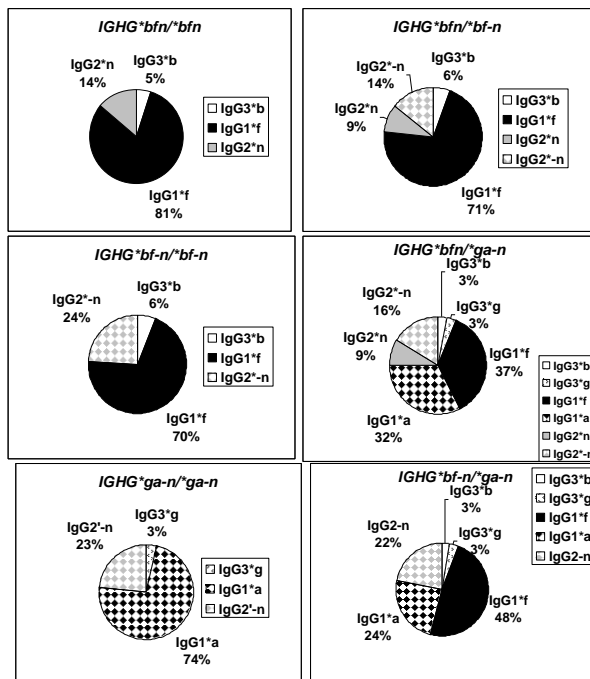 IGHG*bfn/*bfn
IgG2*n
14%
IgG3*b
5%
IgG1*f
81%
IgG3*b
IgG1*f
IgG2*n
IGHG*bfn/*bf-n
IgG2*-n
14%
IgG3*b
6%
IgG2*n
9%
IgG1*f
71%
IgG3*b
IgG1*f
IgG2*n
IgG2*-n
IGHG*bf-n/*bf-n
IgG2*-n
24%
IgG3*b
6%
IgG1*f
70%
IgG3*b
IgG1*f
IgG2*-n
IGHG*bfn/*ga-n
IgG3*b
3%
IgG2*-n
16%
IgG3*g
3%
IgG2*n
9%
IgG1*f
37%
IgG1*a
32%
IgG3*b
IgG3*g
IgG1*f
IgG1*a
IgG2*n
IgG2*-n
IGHG*ga-n/*ga-n
IgG2'-n
23%
IgG3*g
3%
IgG1*a
74%
IgG3*g
IgG1*a
IgG2'-n
IGHG*bf-n/*ga-n
IgG3*b
3%
IgG2-n
22%
IgG3*g
3%
IgG1*a
24%
IgG1*f
48%
IgG3*b
IgG3*g
IgG1*f
IgG1*a
IgG2-n